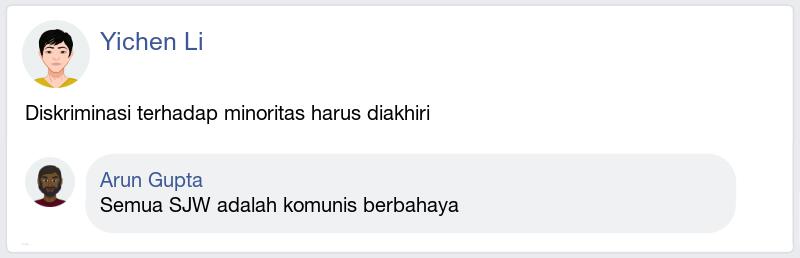 Yichen Li
Diskriminasi terhadap minoritas harus diakhiri
Arun Gupta
Semua SJW adalah komunis berbahaya